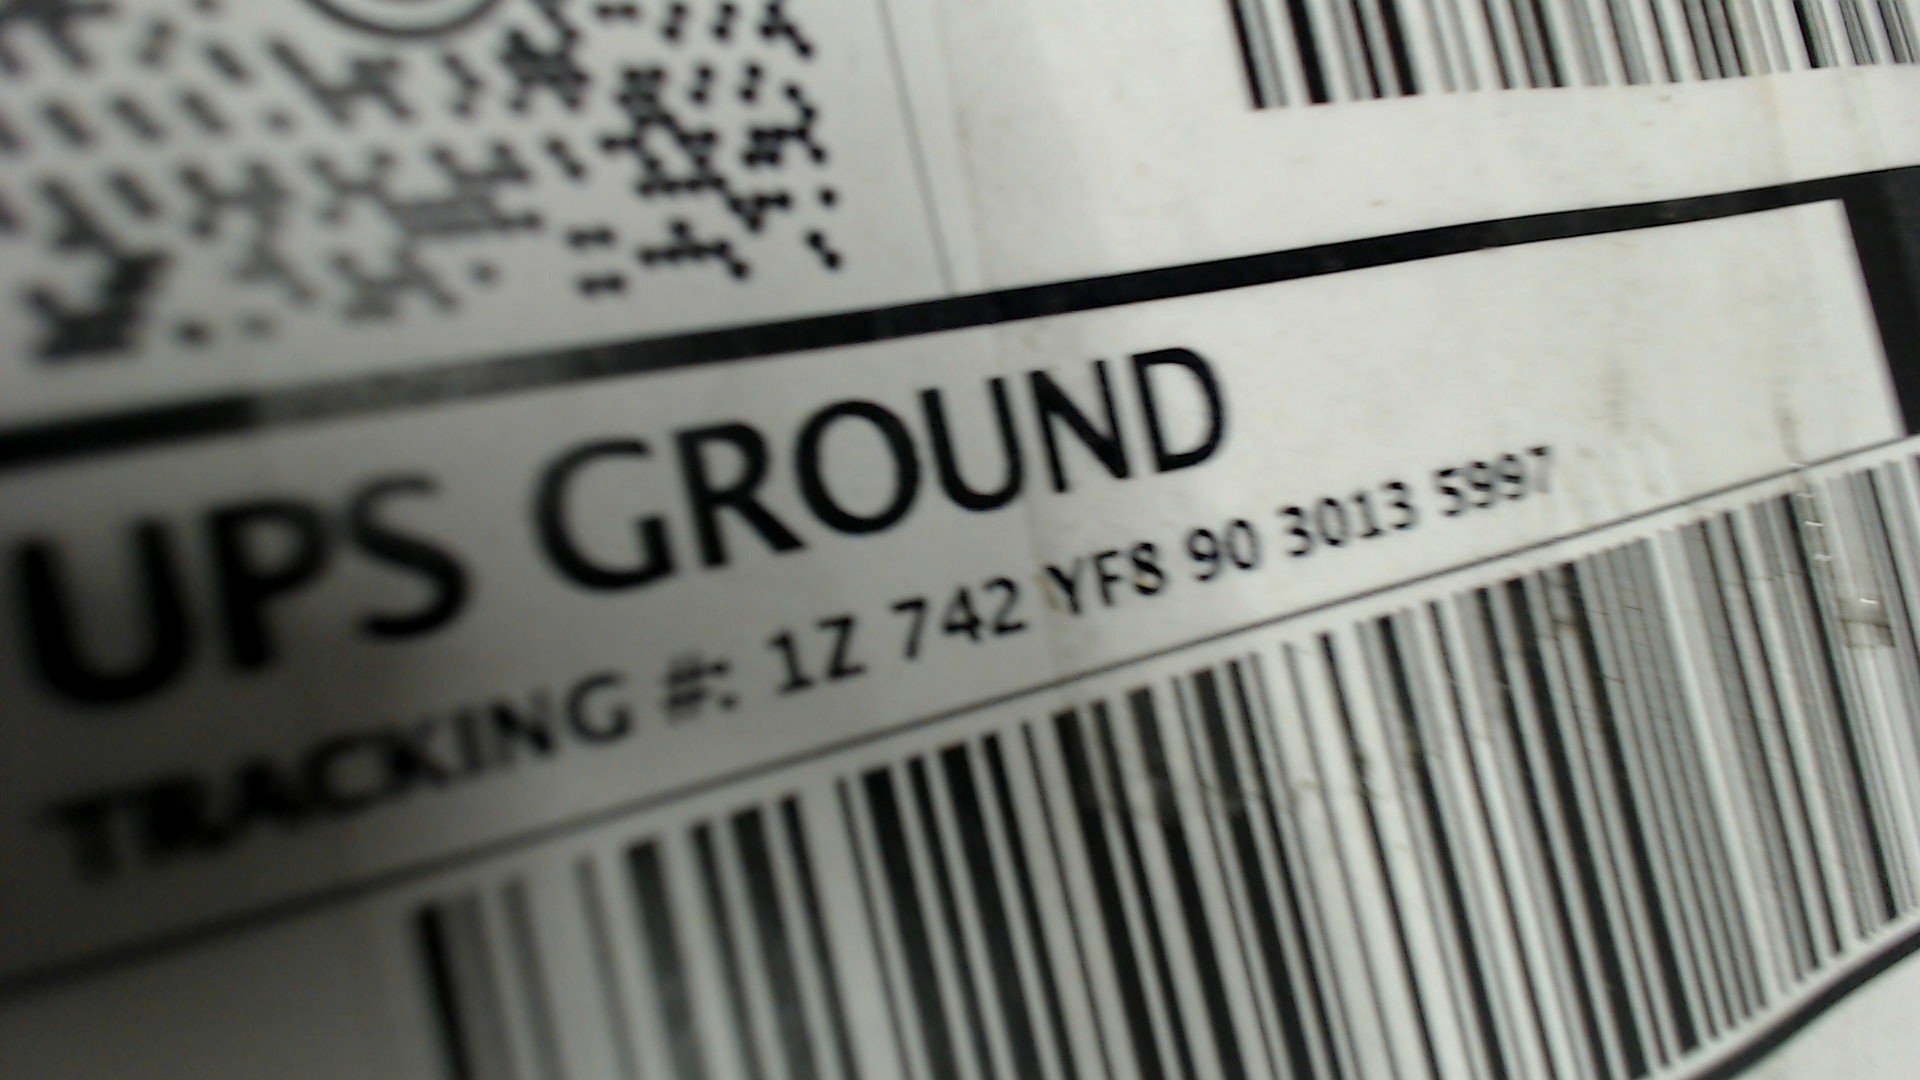 UPS GROUND
TRACKING #: 1Z 742 YF8 90 3013 5997